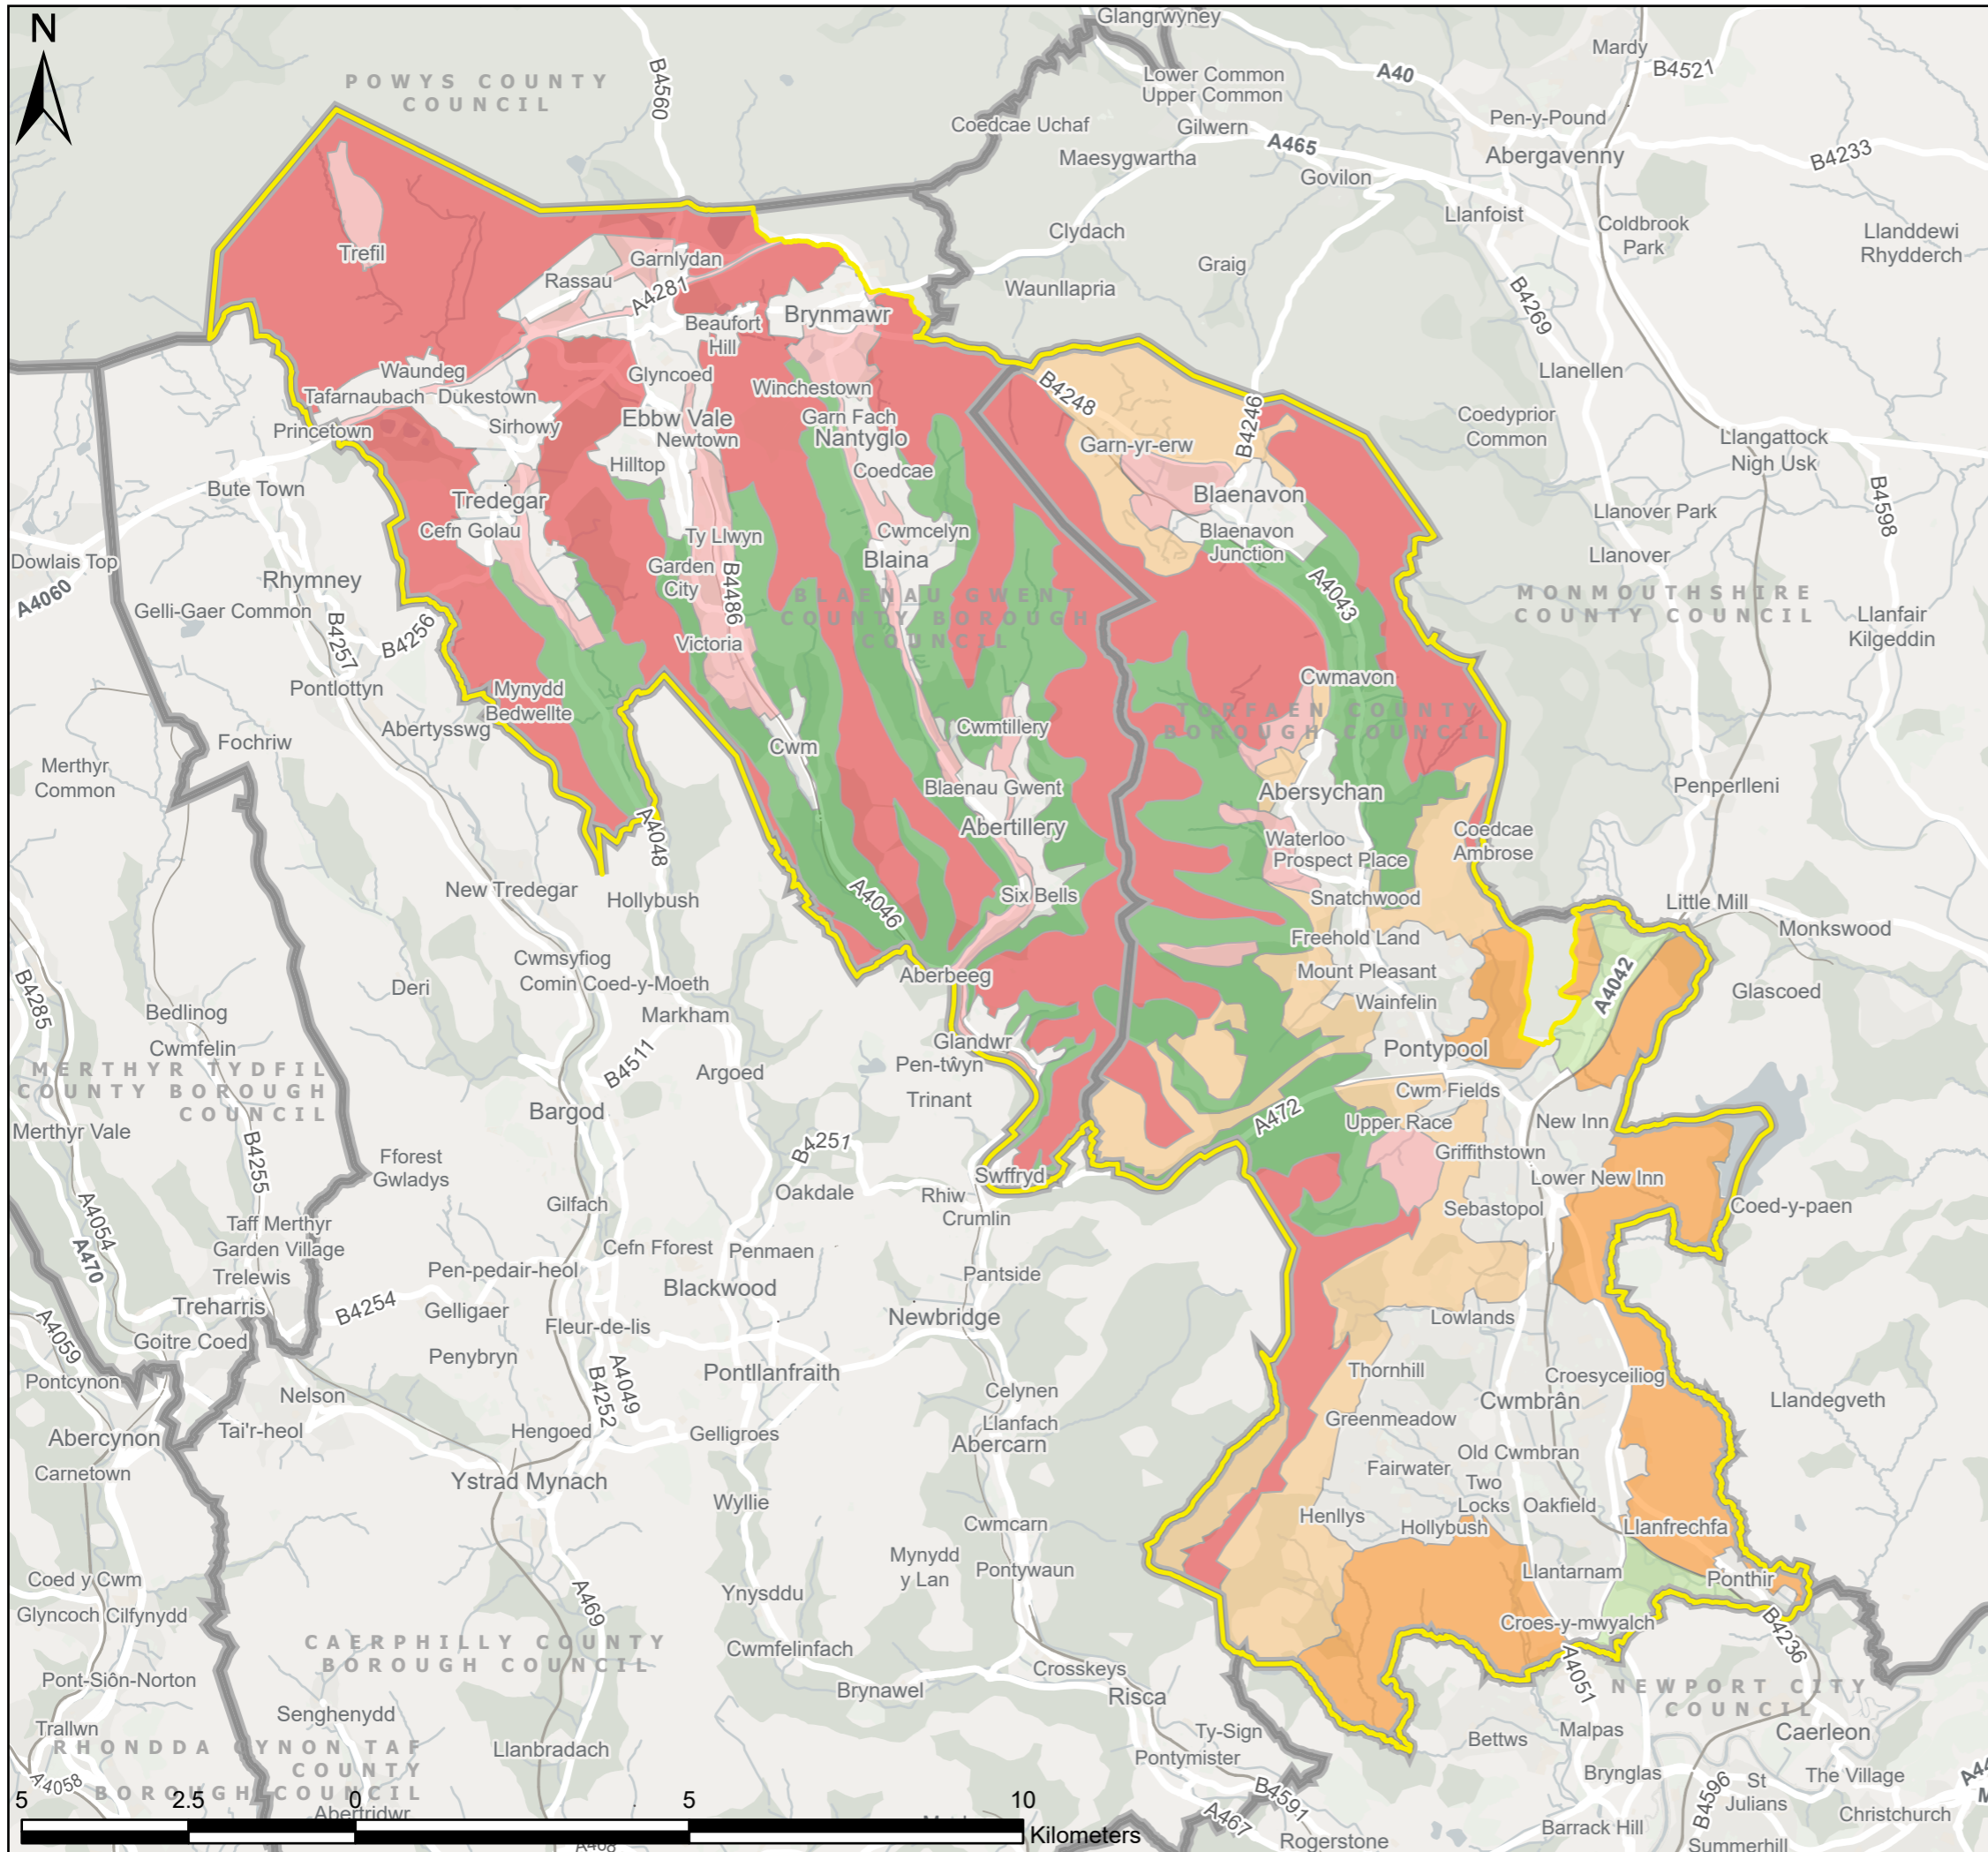 N
Glangrwyney
POWYS COUNTY
COUNCIL
B4560
Mardy
A40
B4521
Lower Common
Upper Common
Gilwern
Coedcae Uchaf
Maesygwartha
A465
Govilon
Pen-y-Pound
Abergavenny
B4233
Llanfoist
Coldbrook
Park
Llanddewi
Rhydderch
Clydach
Graig
Waunllapria
Trefil
Garnlydan
Rassau
A4281
Brynmawr
Beaufort
Hill
B4269
Llanellen
Waundeg
Tafarnaubach
Dukestown
Glyncoed
Winchestown
B4248
B4246
Coedyprior
Common
Princetown
Sirhowy
Ebbw Vale
Newtown
Garn Fach
Nantyglo
Garn-yr-erw
Llangattock
Nigh Usk
Hilltop
Coedcae
Bute Town
Tredegar
Blaenavon
B4598
Llanover Park
Cefn Golau
Ty Llwyn
Cwmcelyn
Blaenavon
Junction
Dowlais Top
Blaina
Llanover
A4060
Rhymney
Garden
City
B4486
A4043
BLAENAU GWENT
COUNTY BOROUGH
COUNCIL
MONMOUTHSHIRE
COUNTY COUNCIL
Gelli-Gaer Common
B4257
B4256
Llanfair
Kilgeddin
Victoria
Pontlottyn
Mynydd
Bedwellte
Cwmavon
Abertysswg
TORFAEN COUNTY
BOROUGH COUNCIL
Fochriw
Cwm
Cwmtillery
Merthyr
Common
Blaenau Gwent
Abersychan
Penperlleni
A4048
Abertillery
Waterloo
Prospect Place
Coedcae
Ambrose
New Tredegar
Hollybush
A4046
Six Bells
Snatchwood
Little Mill
Freehold Land
Monkswood
Cwmsyfiog
Comin Coed-y-Moeth
Aberbeeg
Mount Pleasant
A4042
B4285
Deri
Wainfelin
Glascoed
Bedlinog
Markham
Cwmfelin
Glandwr
Pen-tŵyn
Pontypool
MERTHYR TYDFIL
COUNTY BOROUGH
COUNCIL
B4511
Argoed
Cwm Fields
Trinant
Bargod
A472
Upper Race
New Inn
Merthyr Vale
B4255
B4251
Griffithstown
Fforest
Gwladys
Swffryd
Lower New Inn
Oakdale
Rhiw
Crumlin
Gilfach
Sebastopol
Coed-y-paen
A4054
A470
Taff Merthyr
Garden Village
Cefn Fforest
Penmaen
Trelewis
Pen-pedair-heol
Blackwood
Pantside
Treharris
B4254
Gelligaer
Newbridge
Lowlands
A4059
Goitre Coed
Fleur-de-lis
Penybryn
Pontllanfraith
Thornhill
Croesyceiliog
Pontcynon
Nelson
B4252
A4049
Celynen
Cwmbrân
Llandegveth
Tai'r-heol
Hengoed
Gelligroes
Llanfach
Abercarn
Greenmeadow
Abercynon
Old Cwmbran
Carnetown
Ystrad Mynach
Fairwater
Two
Locks
Oakfield
Wyllie
Henllys
Hollybush
Llanfrechfa
Cwmcarn
Mynydd
y Lan
Pontywaun
Llantarnam
Ponthir
Coed y Cwm
Ynysddu
A469
Glyncoch
Cilfynydd
Croes-y-mwyalch
B4236
CAERPHILLY COUNTY
BOROUGH COUNCIL
Cwmfelinfach
Crosskeys
A4051
Pont-Siôn-Norton
Brynawel
Risca
NEWPORT CITY
COUNCIL
Senghenydd
Trallwn
Ty-Sign
Bettws
Malpas
Caerleon
RHONDDA CYNON TAF
COUNTY
BOROUGH COUNCIL
Llanbradach
Pontymister
A4058
Brynglas
St
Julians
The Village
B4596
Abertridwr
B4591
A467
Christchurch
5 2.5 0 5 10
Kilometers
A468
Barrack Hill
Rogerstone
Summerhill